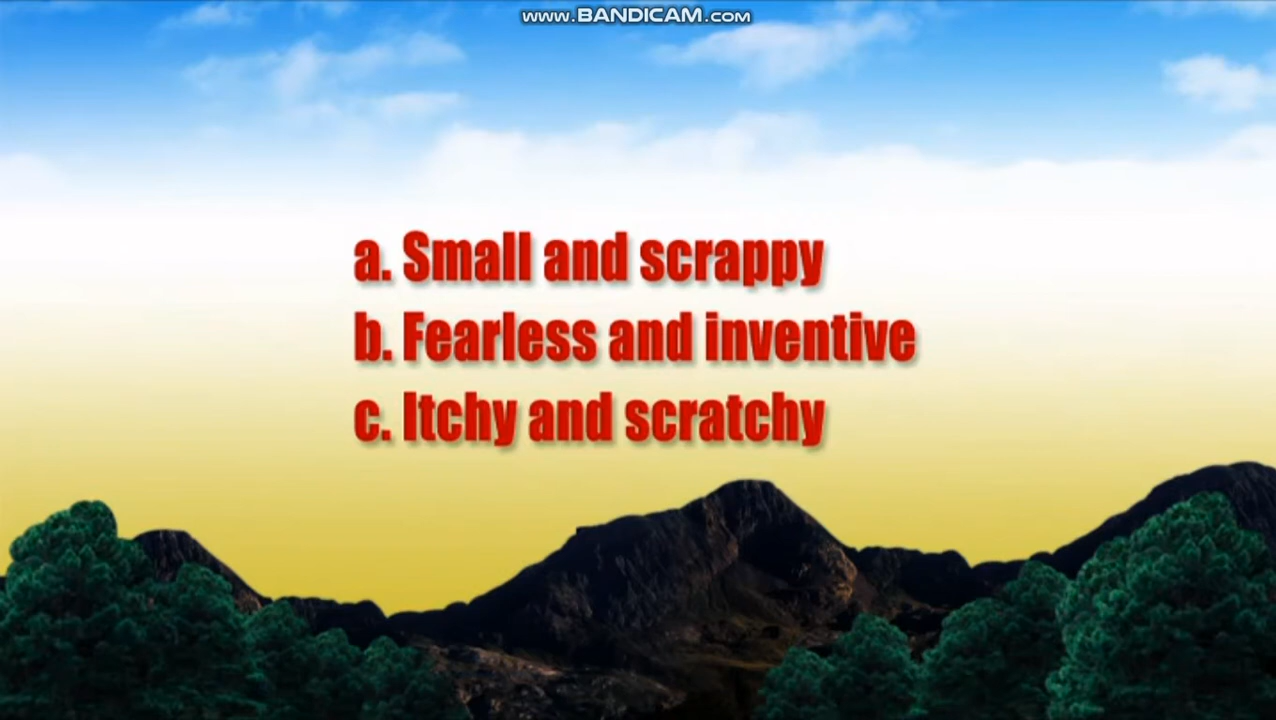 www.BANDICAM.com
a. Small and scrappy
b. Fearless and inventive
c. Itchy and scratchy